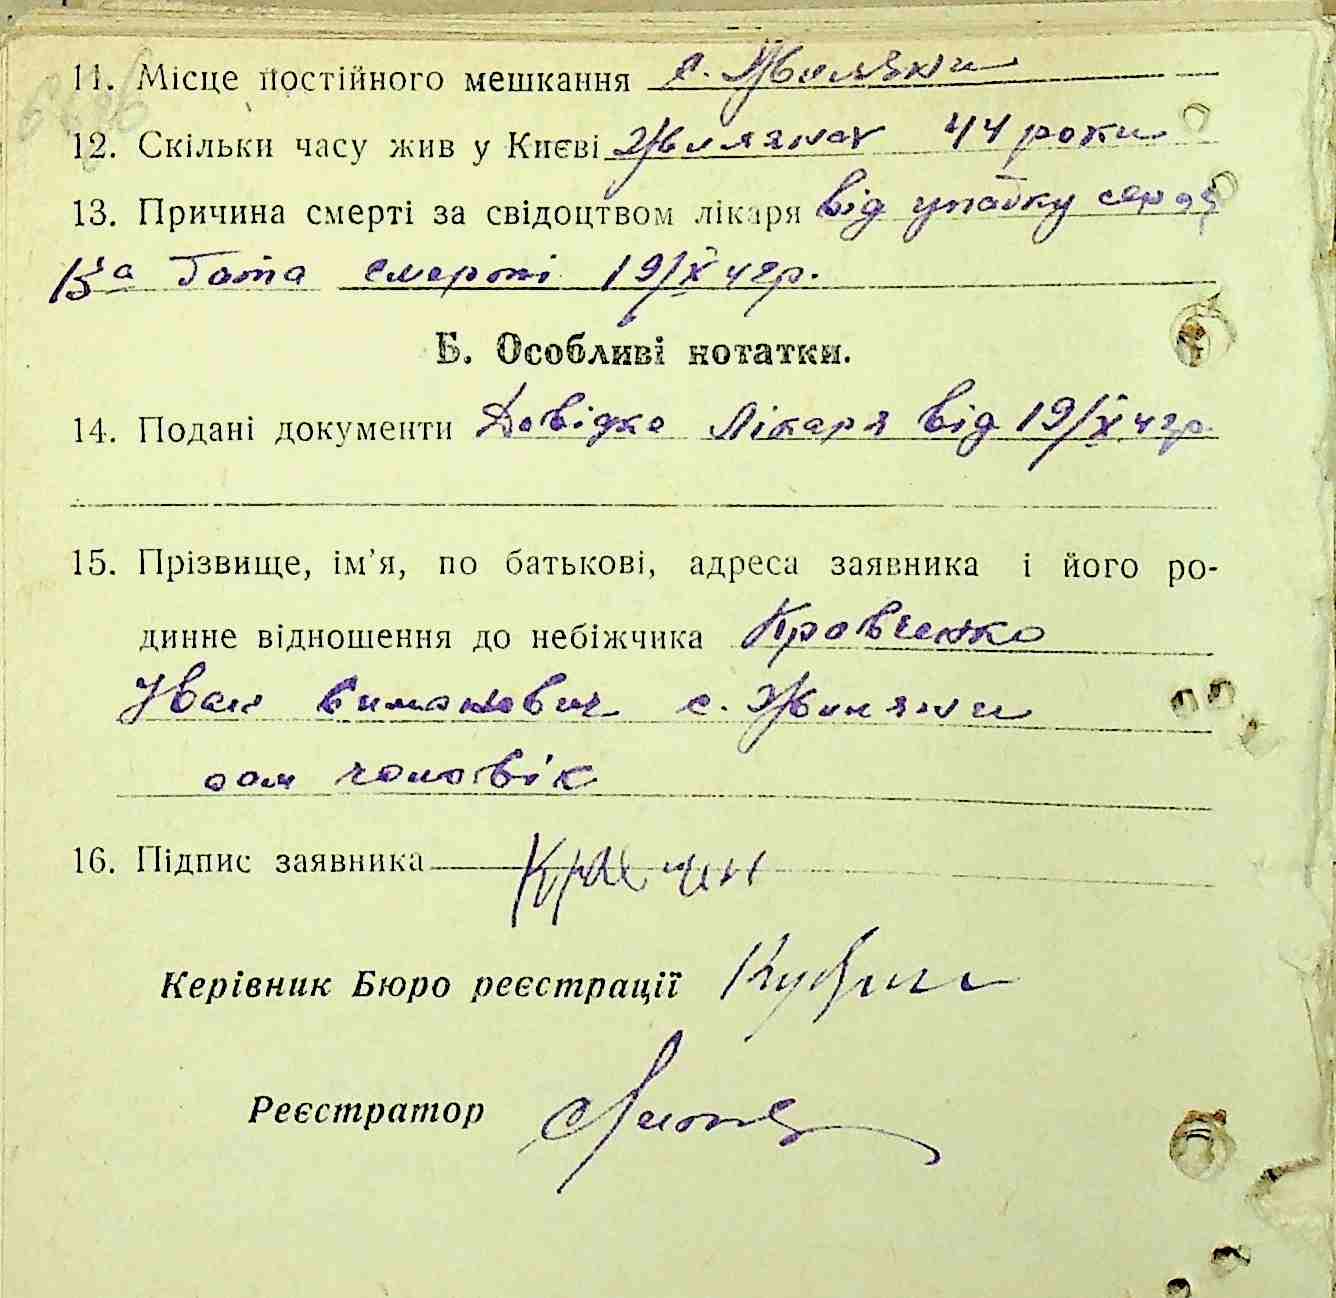 11. Місце постійного мешкання с. Жиляни
12. Скільки часу жив у Києві Жилянах 44 роки
13. Причина смерті за свідоцтвом лікаря від упадку серця
13а Дата смерті 19/X 42р.
Б. Особливі нотатки.
14. Подані документи Довідка Лікаря від 19/X 42р.
15. Прізвище, ім'я, по батькові, адреса заявника і його ро-
динне відношення до небіжчика Кравченко
Іван с. Жиляни
чоловік
16. Підпис заявника
Керівник Бюро реєстрації
Реєстратор